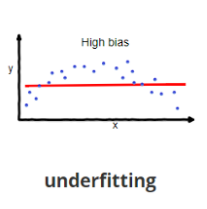 High bias
y
x
underfitting